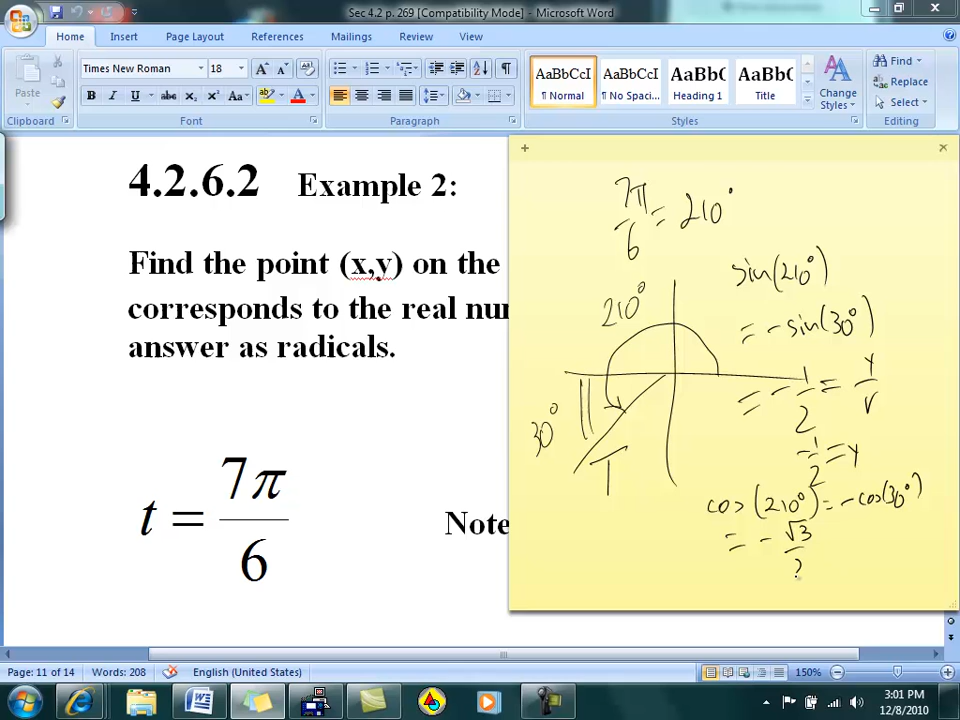 Sec 4.2 p. 269 [Compatibility Mode] - Microsoft Word
Home Insert Page Layout References Mailings Review View
Paste
Times New Roman 18
B I U abc X₂ X² Aa A
AaBbCcI AaBbCcI AaBbC AaBbC
¶ Normal ¶ No Spaci... Heading 1 Title
Change Styles
Find
Replace
Select
Clipboard Font Paragraph Styles Editing
4.2.6.2 Example 2:
Find the point (x,y) on the
corresponds to the real nu
answer as radicals.
t = 7π/6
Note
7π/6 = 210°
210°
30°
sin(210°)
= -sin(30°)
= -1/2 = y/r
-1/2 = y
cos(210°) = -cos(30°)
= -√3/2
Page: 11 of 14 Words: 208 English (United States) 150%
3:01 PM
12/8/2010